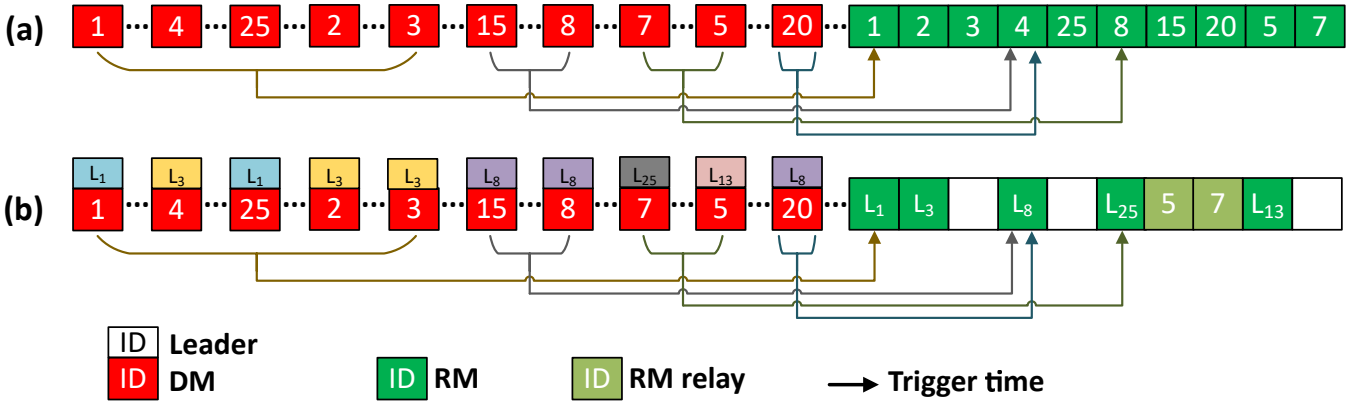 (a) 1 ... 4 ... 25 ... 2 ... 3 ... 15 ... 8 ... 7 ... 5 ... 20 ... 1 2 3 4 25 8 15 20 5 7
L1 L3 L1 L3 L3 L8 L8 L25 L13 L8
(b) 1 ... 4 ... 25 ... 2 ... 3 ... 15 ... 8 ... 7 ... 5 ... 20 ... L1 L3 L8 L25 5 7 L13
ID Leader
ID DM ID RM ID RM relay Trigger time